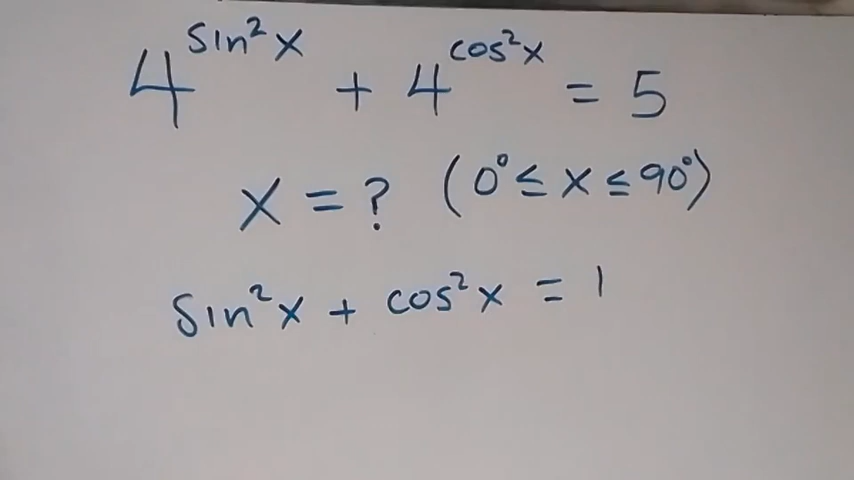 4^sin²x + 4^cos²x = 5
x = ? (0° ≤ x ≤ 90°)
sin²x + cos²x = 1